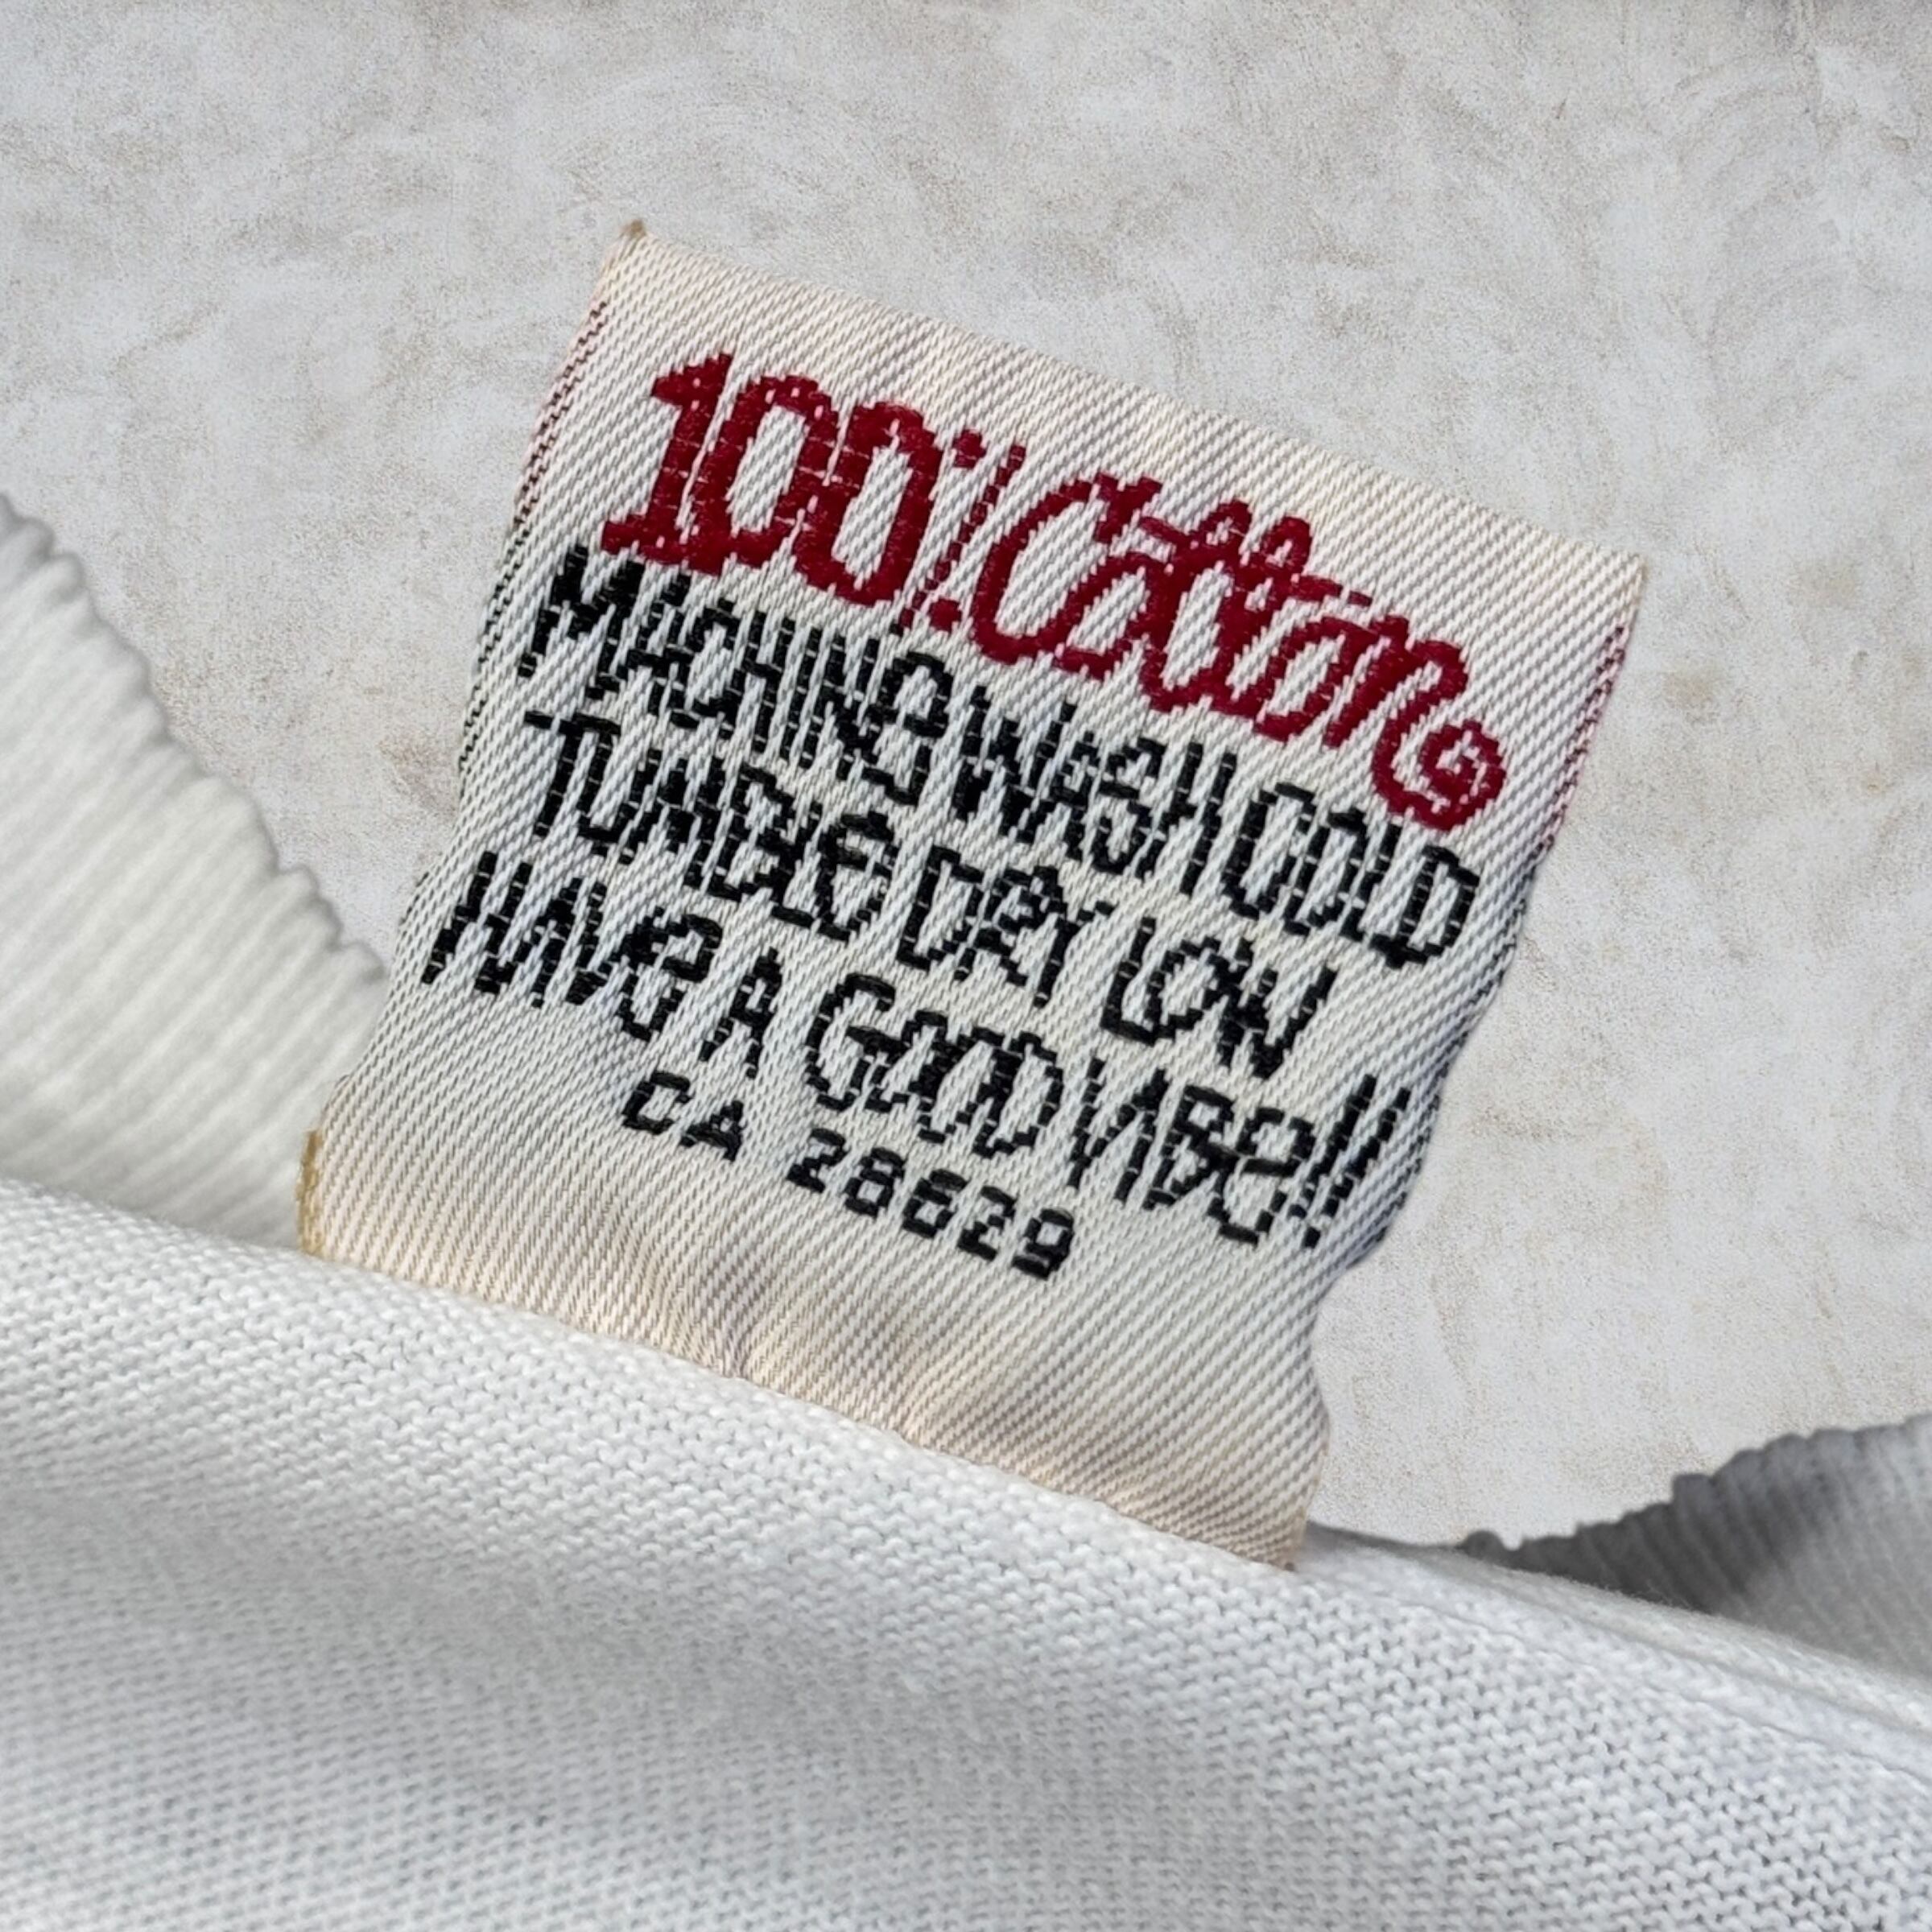 100% Cotton
MACHINE WASH COLD
TUMBLE DRY LOW
HAVE A GOOD VIBE!!
CA 28629